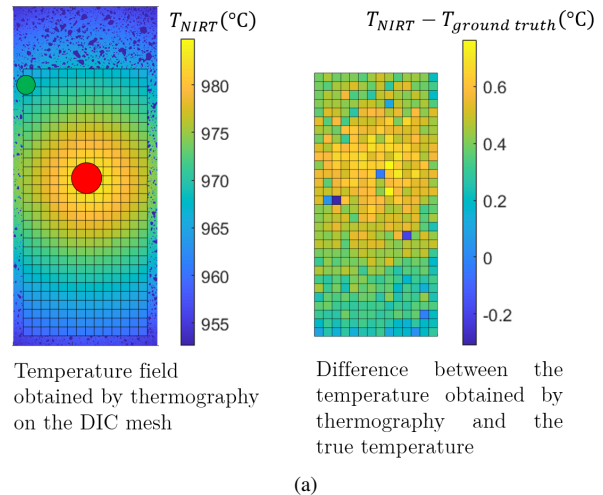 T_NIRT(°C)
980
975
970
965
960
955
Temperature field
obtained by thermography
on the DIC mesh
T_NIRT − T_ground truth(°C)
0.6
0.4
0.2
0
-0.2
Difference between the
temperature obtained by
thermography and the
true temperature
(a)